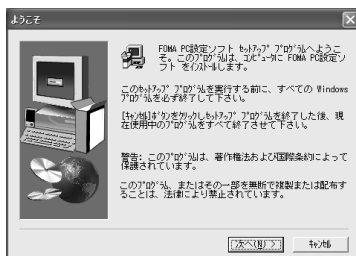 ようこそ
FOMA PC設定ソフト ｾｯﾄｱｯﾌﾟ ﾌﾟﾛｸﾞﾗﾑへようこ
そ。このﾌﾟﾛｸﾞﾗﾑは、ｺﾝﾋﾟｭｰﾀに FOMA PC設定ソ
フト をｲﾝｽﾄｰﾙします。
このｾｯﾄｱｯﾌﾟ ﾌﾟﾛｸﾞﾗﾑを実行する前に、すべての Windows
ﾌﾟﾛｸﾞﾗﾑを必ず終了して下さい。
[ｷｬﾝｾﾙ]ﾎﾞﾀﾝをｸﾘｯｸしｾｯﾄｱｯﾌﾟ ﾌﾟﾛｸﾞﾗﾑを終了した後、現
在使用中のﾌﾟﾛｸﾞﾗﾑをすべて終了させて下さい。
警告: このﾌﾟﾛｸﾞﾗﾑは、著作権法および国際条約によって
保護されています。
このﾌﾟﾛｸﾞﾗﾑ、またはその一部を無断で複製または配布す
ることは、法律により禁止されています。
次へ(N) >
ｷｬﾝｾﾙ